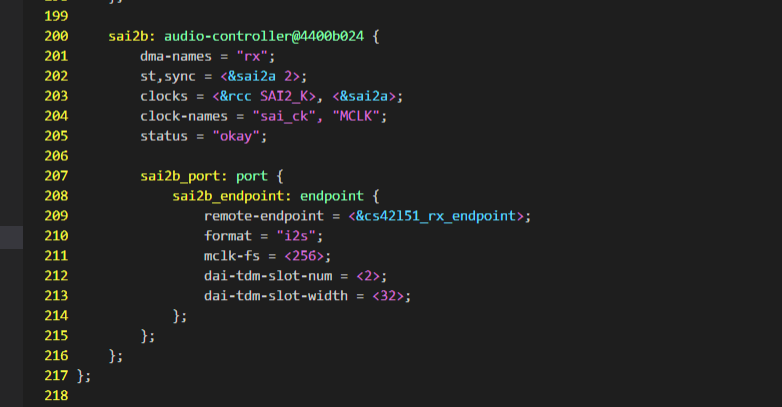 199
200 sai2b: audio-controller@4400b024 {
201 dma-names = "rx";
202 st,sync = <&sai2a 2>;
203 clocks = <&rcc SAI2_K>, <&sai2a>;
204 clock-names = "sai_ck", "MCLK";
205 status = "okay";
206
207 sai2b_port: port {
208 sai2b_endpoint: endpoint {
209 remote-endpoint = <&cs42l51_rx_endpoint>;
210 format = "i2s";
211 mclk-fs = <256>;
212 dai-tdm-slot-num = <2>;
213 dai-tdm-slot-width = <32>;
214 };
215 };
216 };
217 };
218